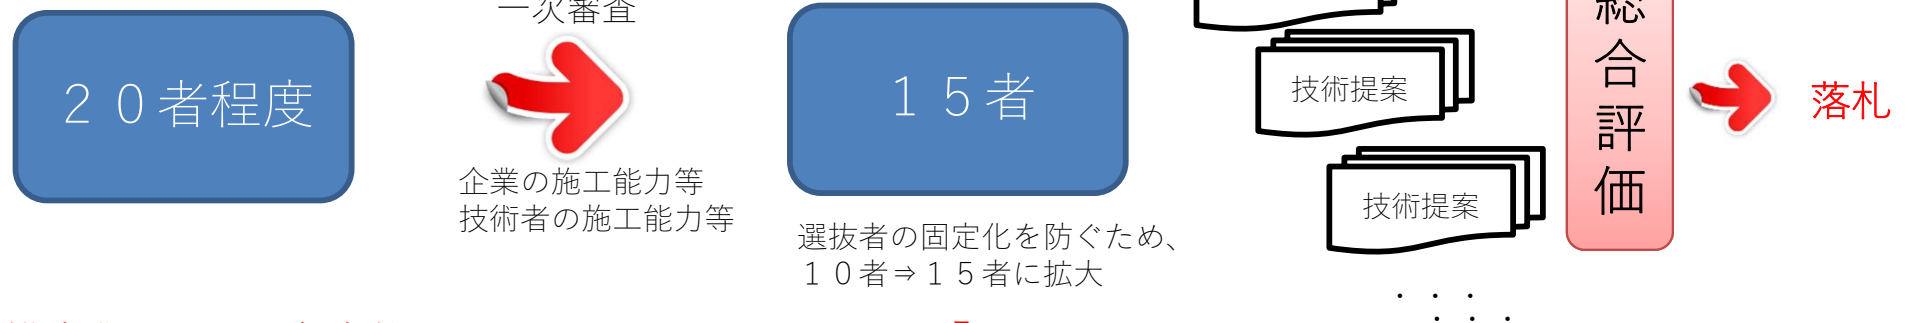 一次審査
２０者程度
企業の施工能力等
技術者の施工能力等
１５者
選抜者の固定化を防ぐため、
１０者⇒１５者に拡大
技術提案
技術提案
・・・
・・・
総合評価
落札